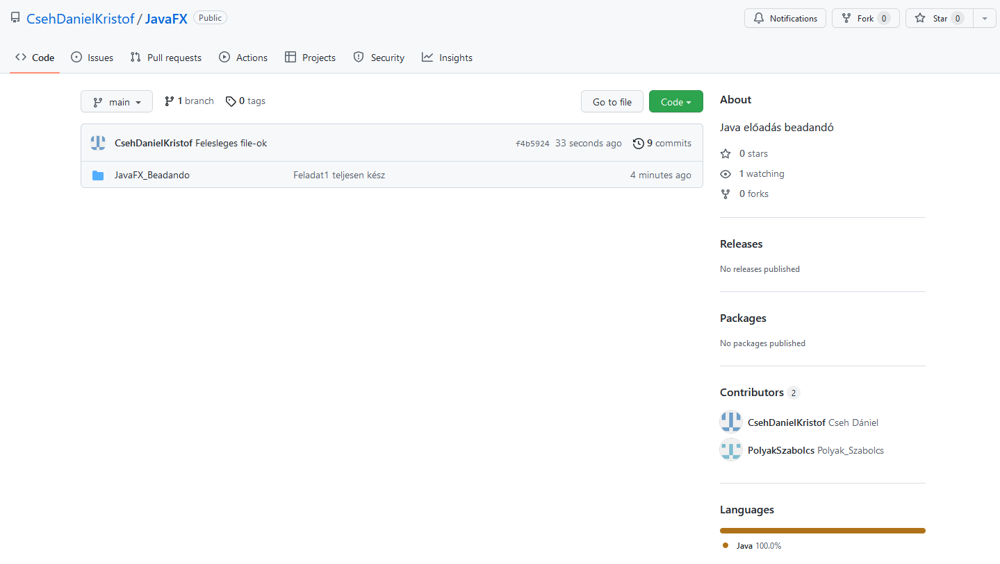 CsehDanielKristof / JavaFX Public
Notifications Fork 0 Star 0
Code Issues Pull requests Actions Projects Security Insights
main 1 branch 0 tags
Go to file Code
CsehDanielKristof Felesleges file-ok f4b5924 33 seconds ago 9 commits
JavaFX_Beadando Feladat1 teljesen kész 4 minutes ago
About
Java előadás beadandó
0 stars
1 watching
0 forks
Releases
No releases published
Packages
No packages published
Contributors 2
CsehDanielKristof Cseh Dániel
PolyakSzabolcs Polyak_Szabolcs
Languages
Java 100.0%